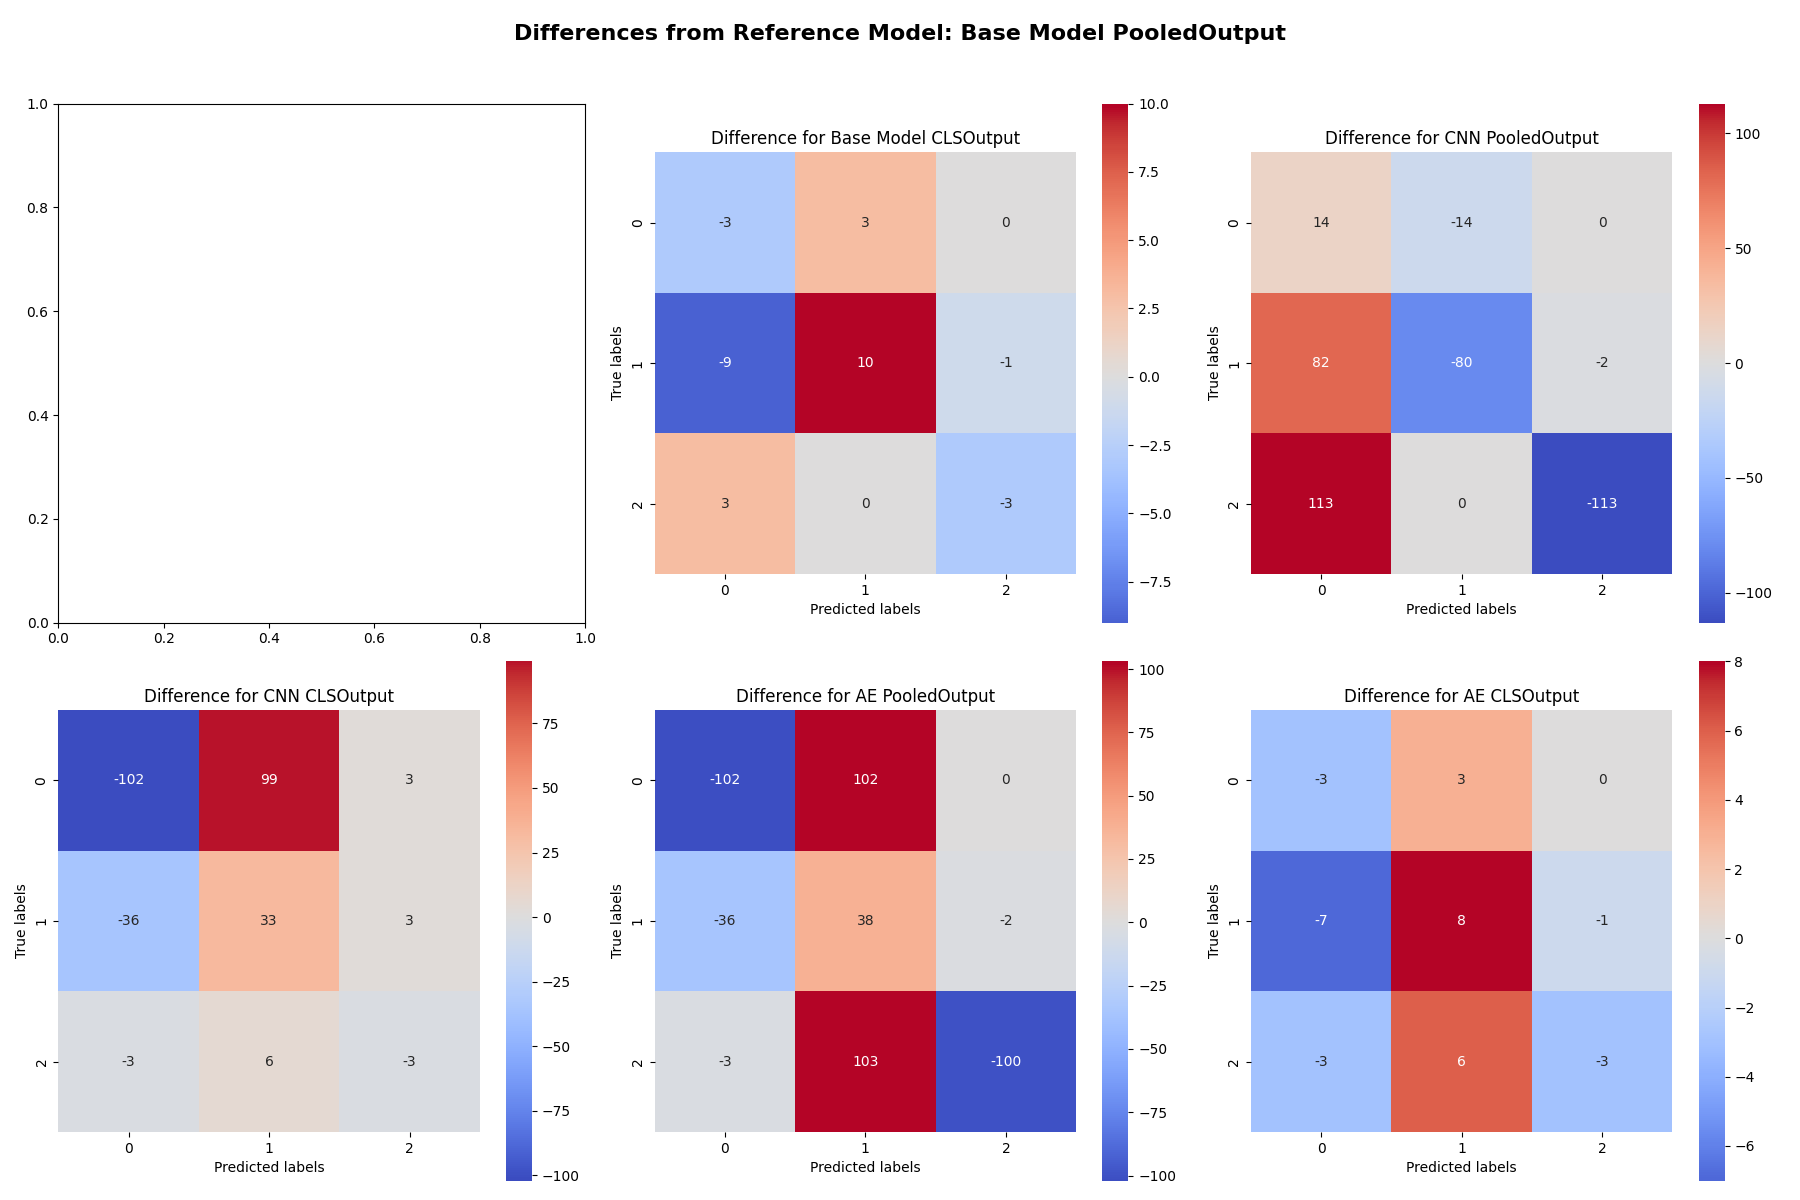 Differences from Reference Model: Base Model PooledOutput
1.0
0.8
0.6
0.4
0.2
0.0
0.0 0.2 0.4 0.6 0.8 1.0
Difference for Base Model CLSOutput
True labels
0 -3 3 0
1 -9 10 -1
2 3 0 -3
0 1 2
Predicted labels
10.0
7.5
5.0
2.5
0.0
−2.5
−5.0
−7.5
Difference for CNN PooledOutput
True labels
0 14 -14 0
1 82 -80 -2
2 113 0 -113
0 1 2
Predicted labels
100
50
0
−50
−100
Difference for CNN CLSOutput
True labels
0 -102 99 3
1 -36 33 3
2 -3 6 -3
0 1 2
Predicted labels
75
50
25
0
−25
−50
−75
−100
Difference for AE PooledOutput
True labels
0 -102 102 0
1 -36 38 -2
2 -3 103 -100
0 1 2
Predicted labels
100
75
50
25
0
−25
−50
−75
−100
Difference for AE CLSOutput
True labels
0 -3 3 0
1 -7 8 -1
2 -3 6 -3
0 1 2
Predicted labels
8
6
4
2
0
−2
−4
−6